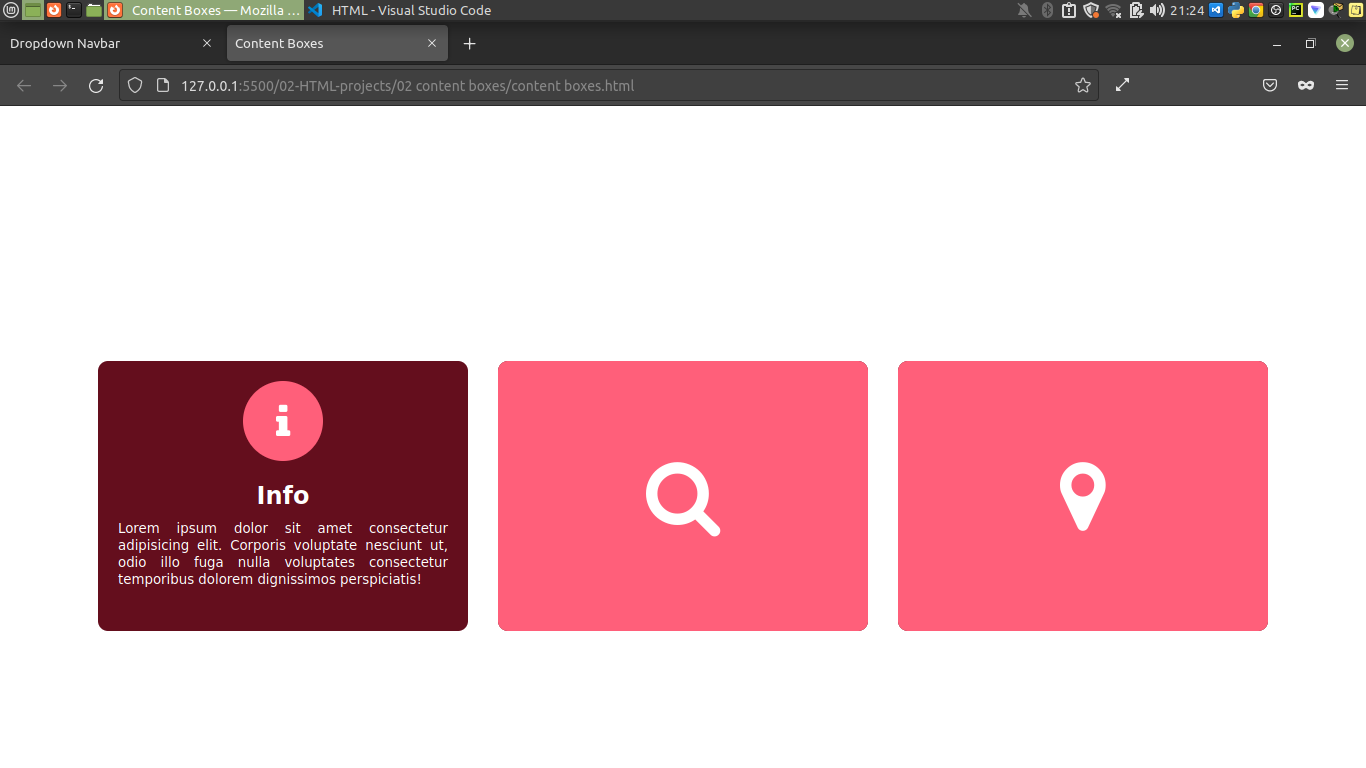 Content Boxes — Mozilla ...
HTML - Visual Studio Code
21:24
Dropdown Navbar
Content Boxes
127.0.0.1:5500/02-HTML-projects/02 content boxes/content boxes.html
Info
Lorem ipsum dolor sit amet consectetur
adipisicing elit. Corporis voluptate nesciunt ut,
odio illo fuga nulla voluptates consectetur
temporibus dolorem dignissimos perspiciatis!